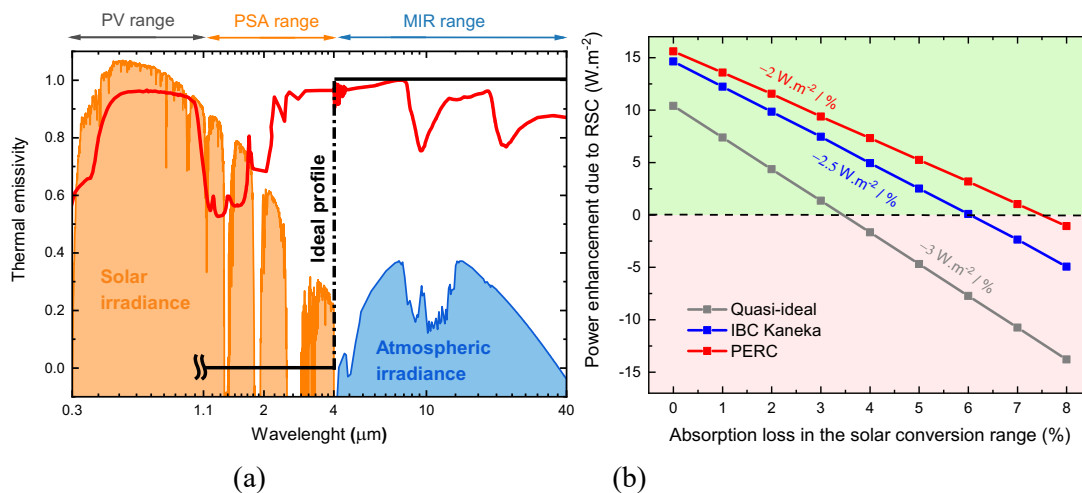 PV range PSA range MIR range
1.0
0.8
0.6
0.4
0.2
0.0
Thermal emissivity
Ideal profile
Solar
irradiance
Atmospheric
irradiance
0.3 1.1 2 4 10 40
Wavelenght (μm)
(a)
15
10
5
0
-5
-10
-15
Power enhancement due to RSC (W.m⁻²)
−2 W.m⁻² / %
−2.5 W.m⁻² / %
−3 W.m⁻² / %
Quasi-ideal
IBC Kaneka
PERC
0 1 2 3 4 5 6 7 8
Absorption loss in the solar conversion range (%)
(b)